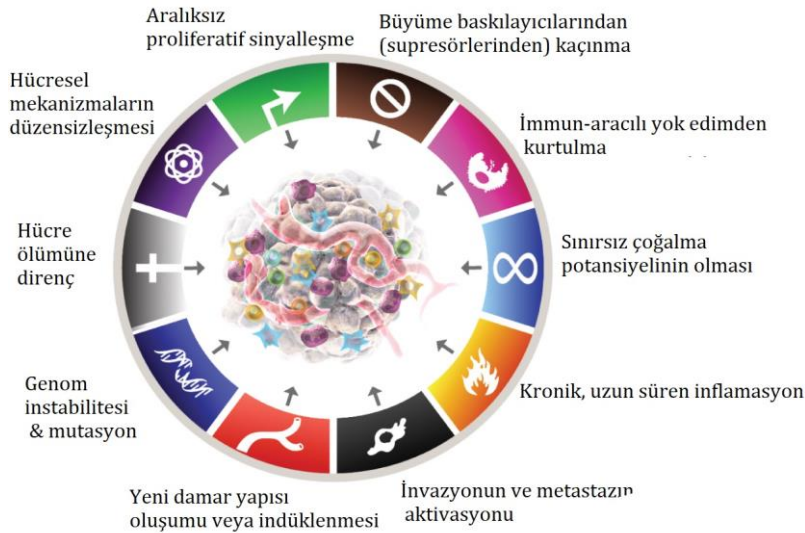 Aralıksız
proliferatif sinyalleşme
Büyüme baskılayıcılarından
(supresörlerinden) kaçınma
Hücresel
mekanizmaların
düzensizleşmesi
İmmun-aracılı yok edimden
kurtulma
Hücre
ölümüne
direnç
Sınırsız çoğalma
potansiyelinin olması
Genom
instabilitesi
& mutasyon
Kronik, uzun süren inflamasyon
Yeni damar yapısı
oluşumu veya indüklenmesi
İnvazyonun ve metastazın
aktivasyonu